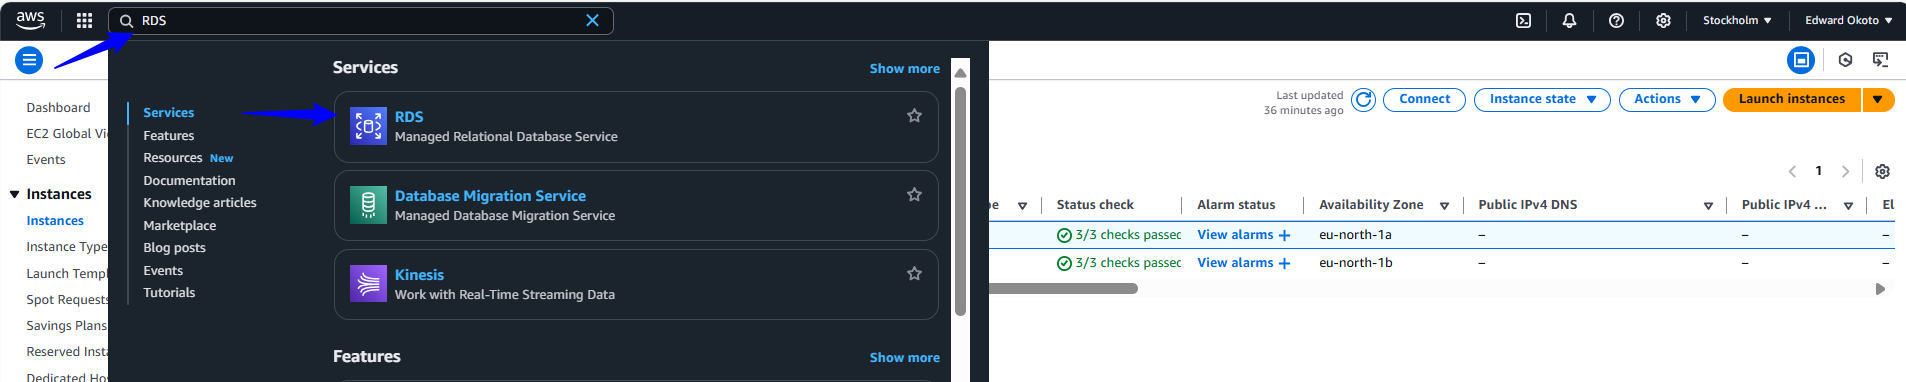 aws
RDS
Stockholm
Edward Okoto
Services
Show more
Services
Features
Resources New
Documentation
Knowledge articles
Marketplace
Blog posts
Events
Tutorials
RDS
Managed Relational Database Service
Database Migration Service
Managed Database Migration Service
Kinesis
Work with Real-Time Streaming Data
Features
Show more
Dashboard
EC2 Global Vi
Events
Instances
Instances
Instance Type
Launch Templ
Spot Requests
Savings Plans
Reserved Inst
Dedicated Ho
Last updated
36 minutes ago
Connect
Instance state
Actions
Launch instances
1
pe
Status check
Alarm status
Availability Zone
Public IPv4 DNS
Public IPv4 ...
El
3/3 checks passed
View alarms +
eu-north-1a
–
–
–
3/3 checks passed
View alarms +
eu-north-1b
–
–
–